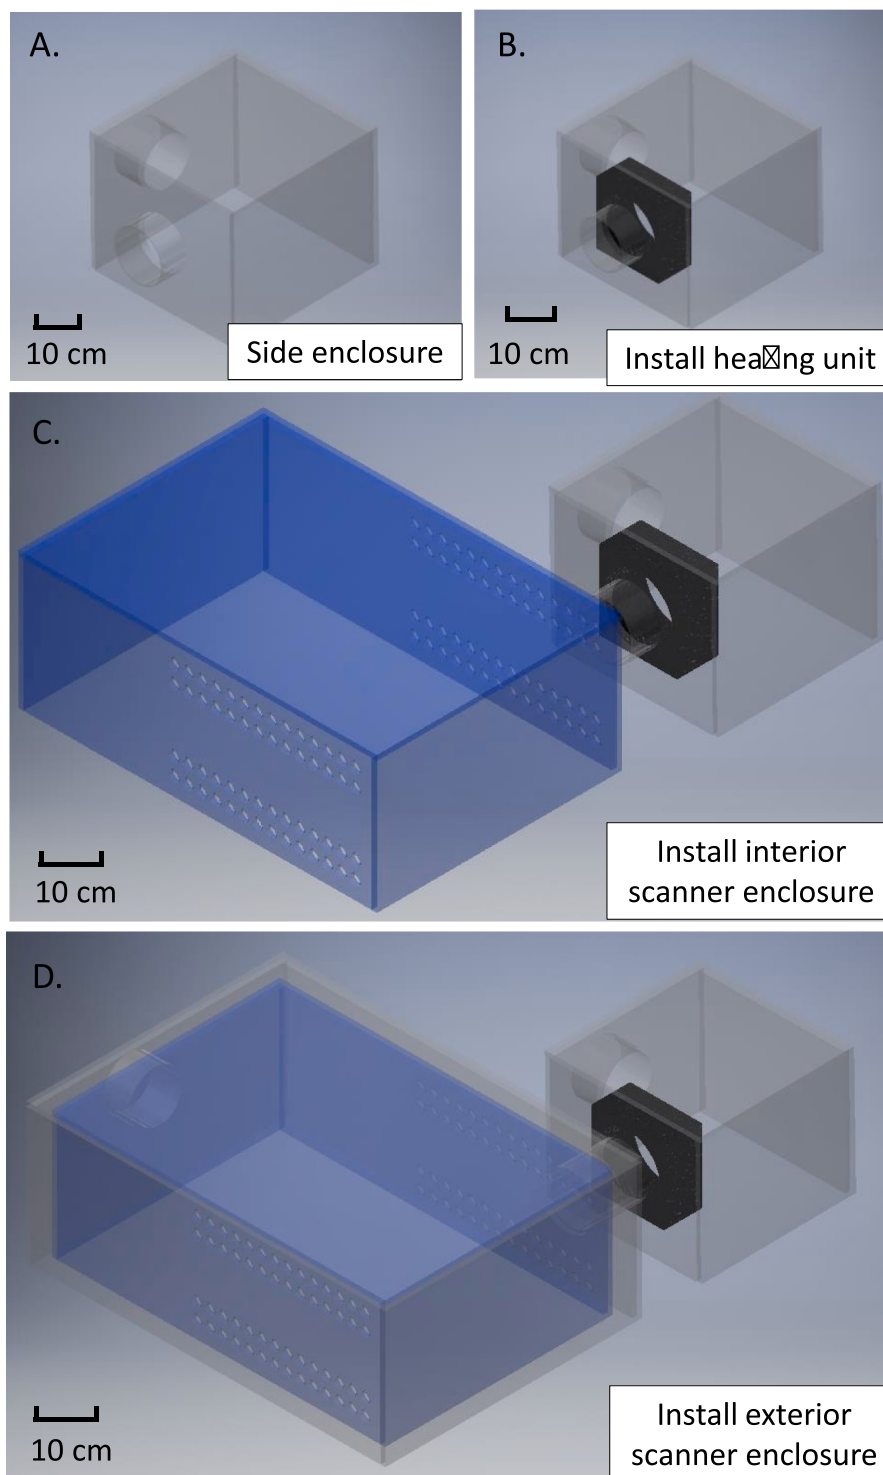 A.
10 cm
Side enclosure
B.
10 cm
Install hea☒ng unit
C.
10 cm
Install interior
scanner enclosure
D.
10 cm
Install exterior
scanner enclosure